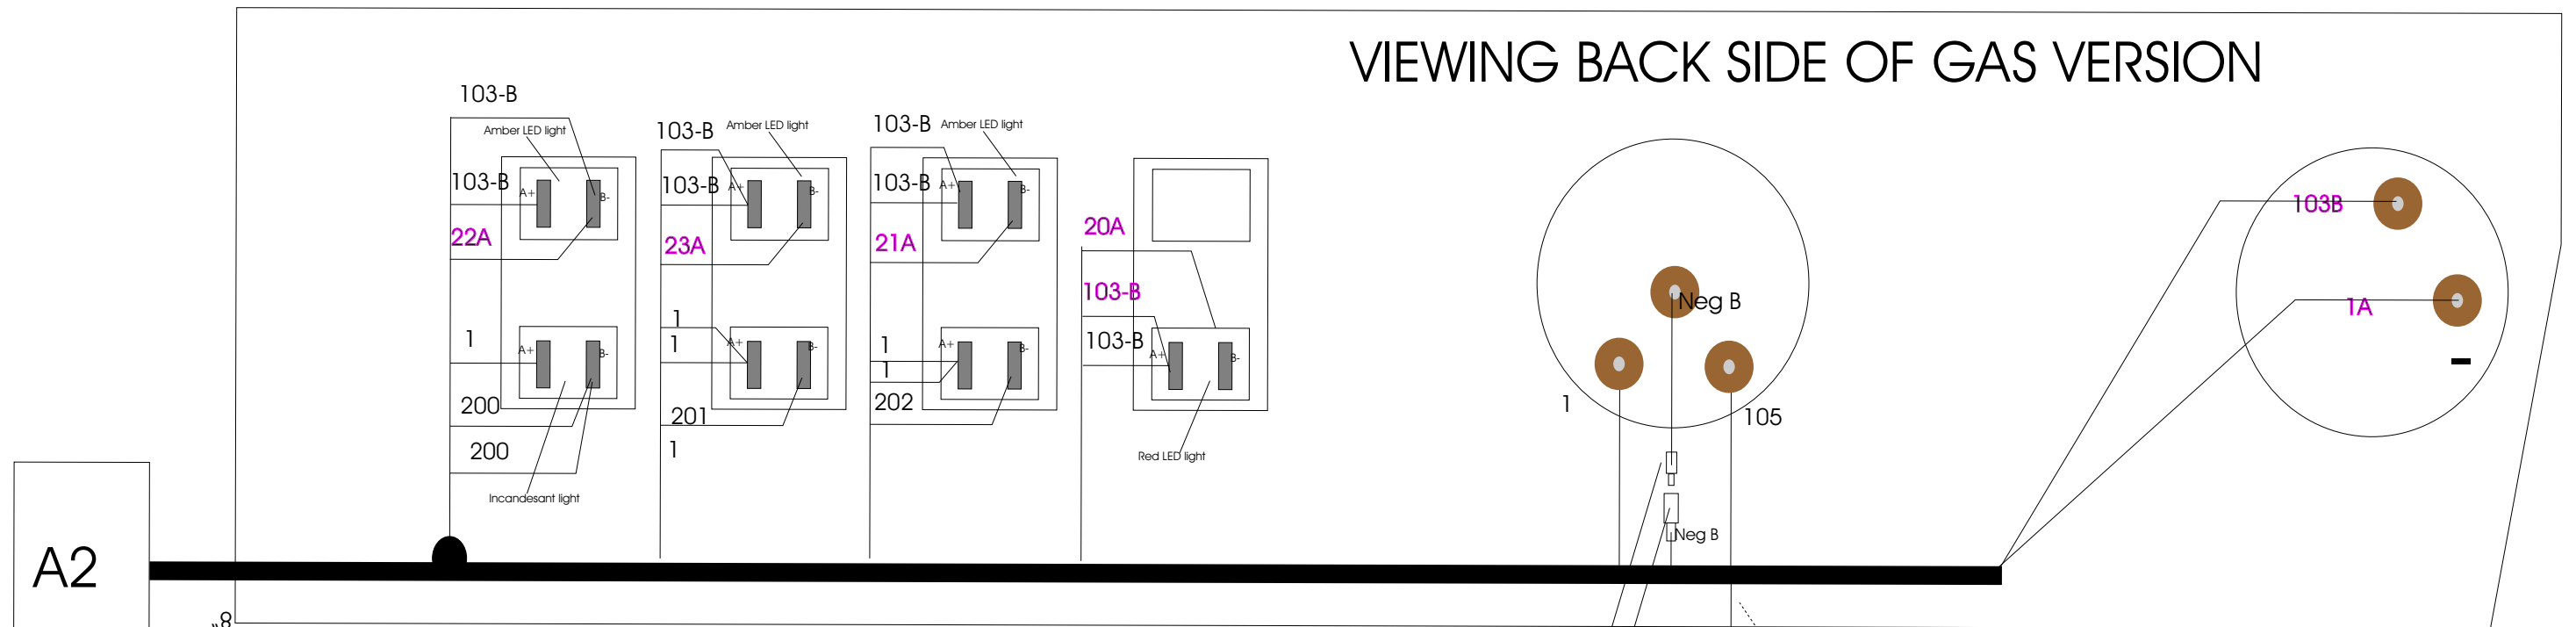 VIEWING BACK SIDE OF GAS VERSION
103-B
Amber LED light
103-B
A+
B-
22A
1
A+
B-
200
200
Incandesant light
103-B
Amber LED light
103-B
A+
B-
23A
1
1
A+
B-
201
1
103-B
Amber LED light
103-B
A+
B-
21A
1
1
A+
B-
202
20A
103-B
103-B
A+
B-
Red LED light
Neg B
1
105
Neg B
103B
1A
-
A2
8"